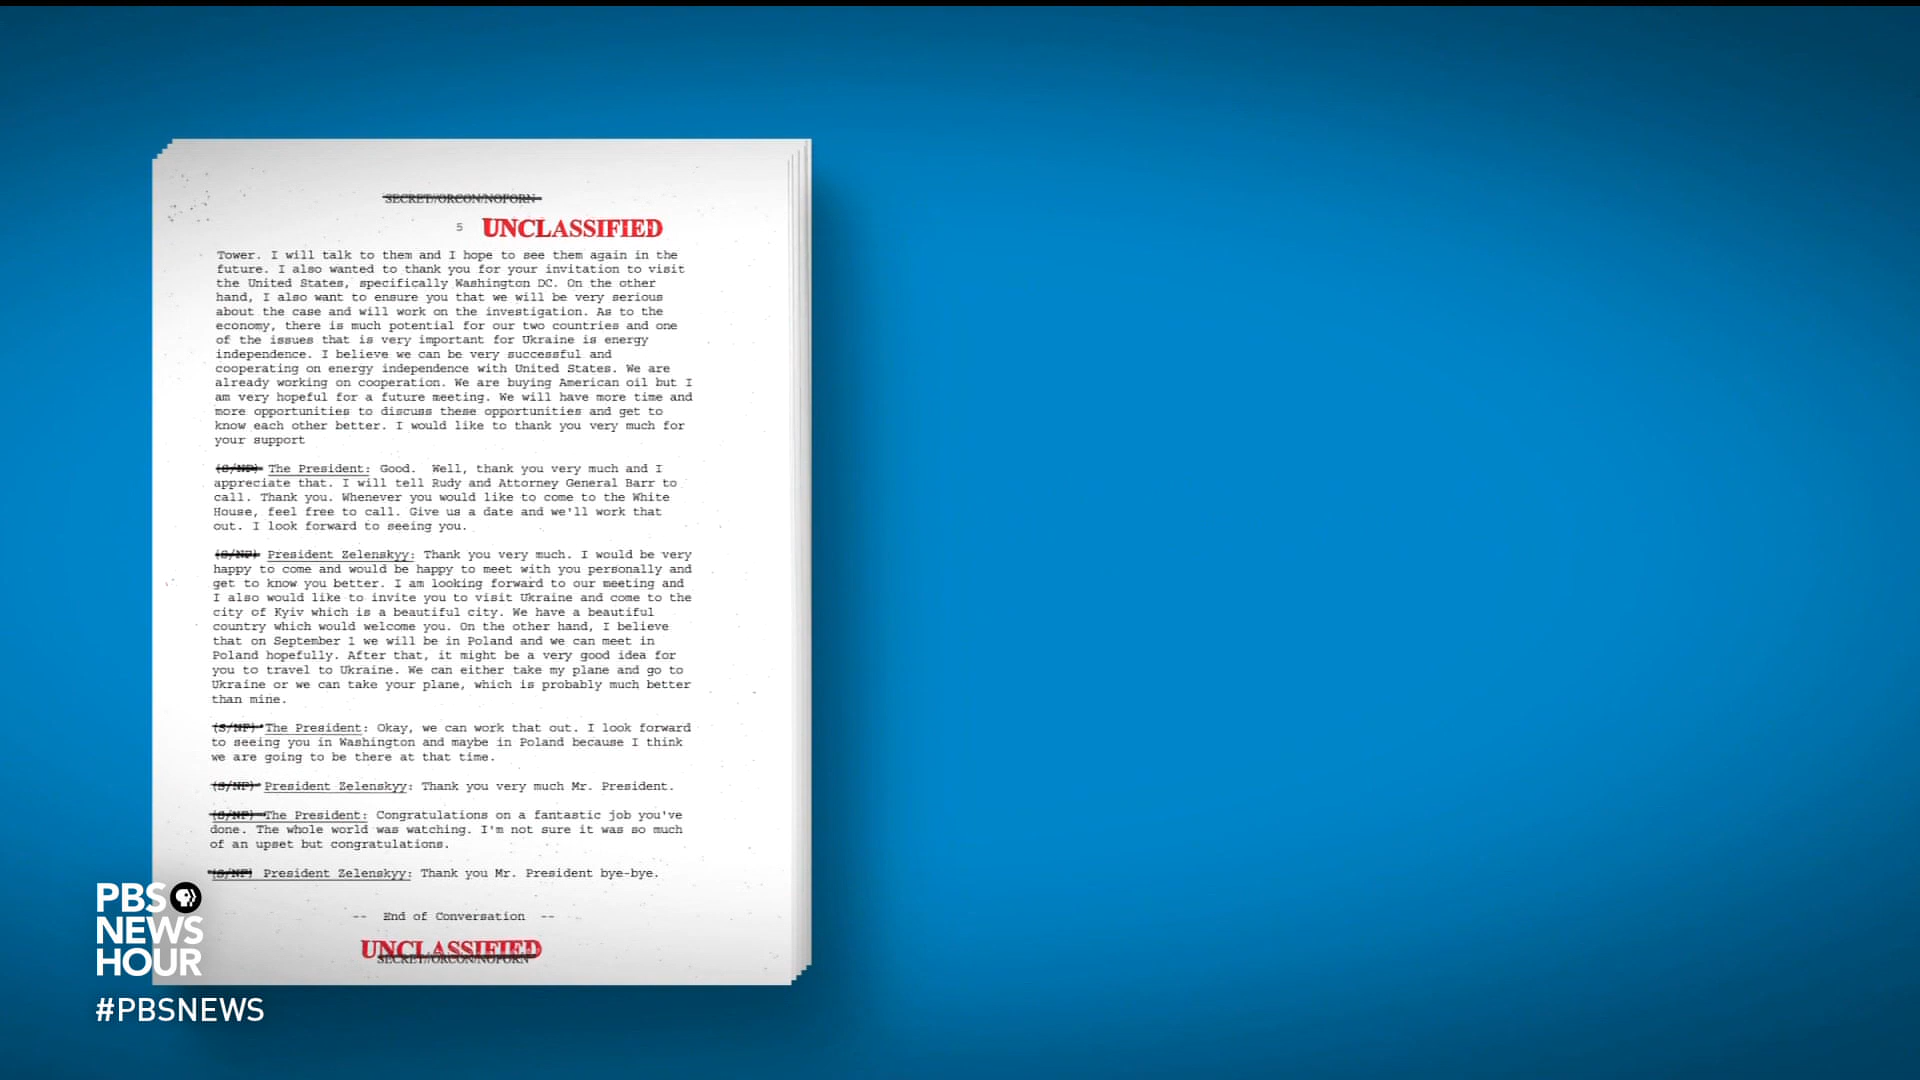 SECRET//ORCON/NOFORN
5 UNCLASSIFIED
Tower. I will talk to them and I hope to see them again in the
future. I also wanted to thank you for your invitation to visit
the United States, specifically Washington DC. On the other
hand, I also want to ensure you that we will be very serious
about the case and will work on the investigation. As to the
economy, there is much potential for our two countries and one
of the issues that is very important for Ukraine is energy
independence. I believe we can be very successful and
cooperating on energy independence with United States. We are
already working on cooperation. We are buying American oil but I
am very hopeful for a future meeting. We will have more time and
more opportunities to discuss these opportunities and get to
know each other better. I would like to thank you very much for
your support
(S/NF) The President: Good. Well, thank you very much and I
appreciate that. I will tell Rudy and Attorney General Barr to
call. Thank you. Whenever you would like to come to the White
House, feel free to call. Give us a date and we'll work that
out. I look forward to seeing you.
(S/NF) President Zelenskyy: Thank you very much. I would be very
happy to come and would be happy to meet with you personally and
get to know you better. I am looking forward to our meeting and
I also would like to invite you to visit Ukraine and come to the
city of Kyiv which is a beautiful city. We have a beautiful
country which would welcome you. On the other hand, I believe
that on September 1 we will be in Poland and we can meet in
Poland hopefully. After that, it might be a very good idea for
you to travel to Ukraine. We can either take my plane and go to
Ukraine or we can take your plane, which is probably much better
than mine.
(S/NF) The President: Okay, we can work that out. I look forward
to seeing you in Washington and maybe in Poland because I think
we are going to be there at that time.
(S/NF) President Zelenskyy: Thank you very much Mr. President.
(S/NF) The President: Congratulations on a fantastic job you've
done. The whole world was watching. I'm not sure it was so much
of an upset but congratulations.
(S/NF) President Zelenskyy: Thank you Mr. President bye-bye.
-- End of Conversation --
UNCLASSIFIED
SECRET//ORCON/NOFORN
PBS
NEWS
HOUR
#PBSNEWS